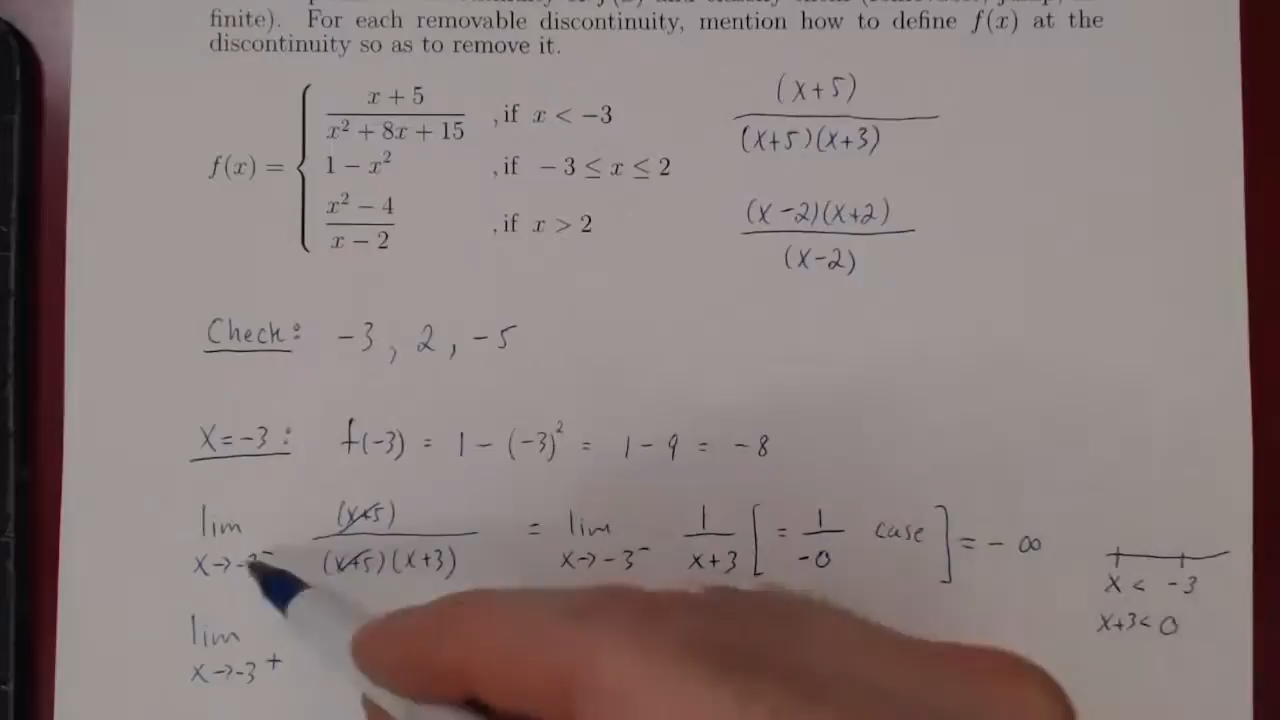 finite). For each removable discontinuity, mention how to define f(x) at the
discontinuity so as to remove it.
f(x) = { (x + 5)/(x² + 8x + 15) , if x < −3
1 − x² , if −3 ≤ x ≤ 2
(x² − 4)/(x − 2) , if x > 2
(x+5)/((x+5)(x+3))
((x−2)(x+2))/(x−2)
Check: −3, 2, −5
x=−3: f(−3) = 1 − (−3)² = 1 − 9 = −8
lim x→−3⁻ (x+5)/((x+5)(x+3)) = lim x→−3⁻ 1/(x+3) [= 1/−0 case] = −∞
x < −3
x+3 < 0
lim x→−3⁺